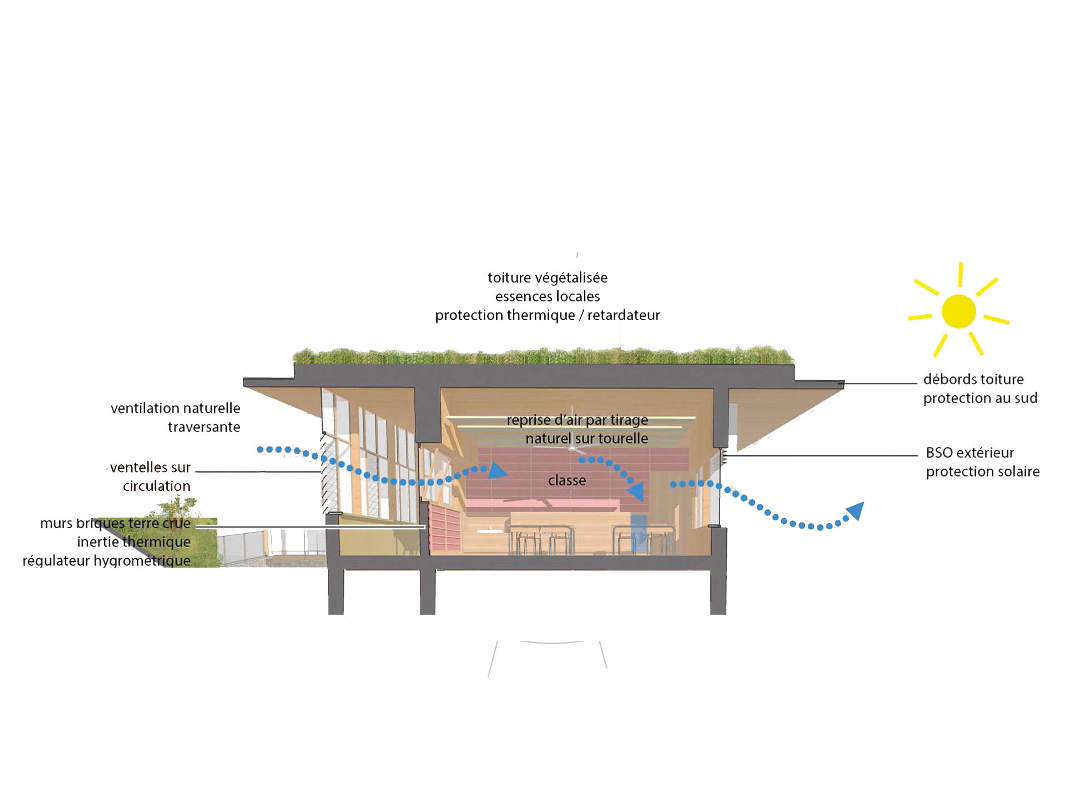 toiture végétalisée
essences locales
protection thermique / retardateur
débords toiture
protection au sud
ventilation naturelle
traversante
reprise d'air par tirage
naturel sur tourelle
BSO extérieur
protection solaire
ventelles sur
circulation
classe
murs briques terre crue
inertie thermique
régulateur hygrométrique